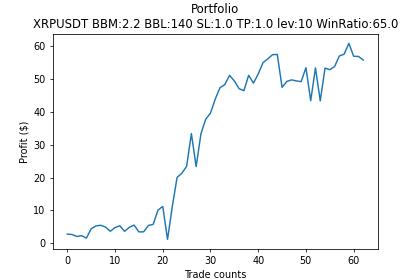 Portfolio
XRPUSDT BBM:2.2 BBL:140 SL:1.0 TP:1.0 lev:10 WinRatio:65.0
60
50
40
30
20
10
0
Profit ($)
0 10 20 30 40 50 60
Trade counts